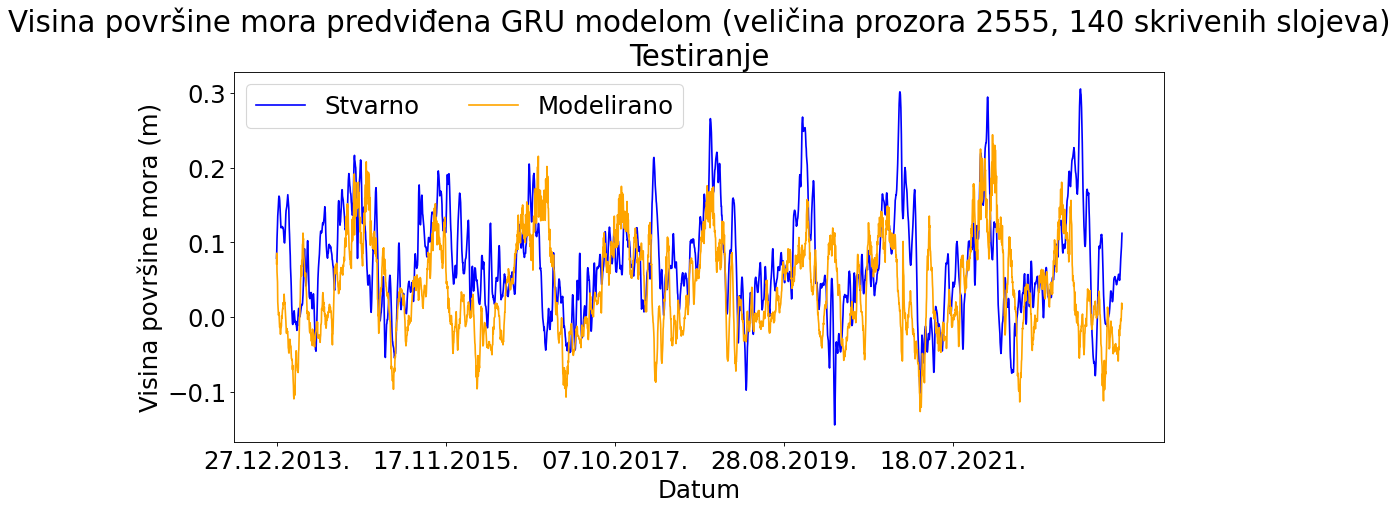 Visina površine mora predviđena GRU modelom (veličina prozora 2555, 140 skrivenih slojeva)
Testiranje
Stvarno Modelirano
Visina površine mora (m)
0.3
0.2
0.1
0.0
−0.1
27.12.2013. 17.11.2015. 07.10.2017. 28.08.2019. 18.07.2021.
Datum